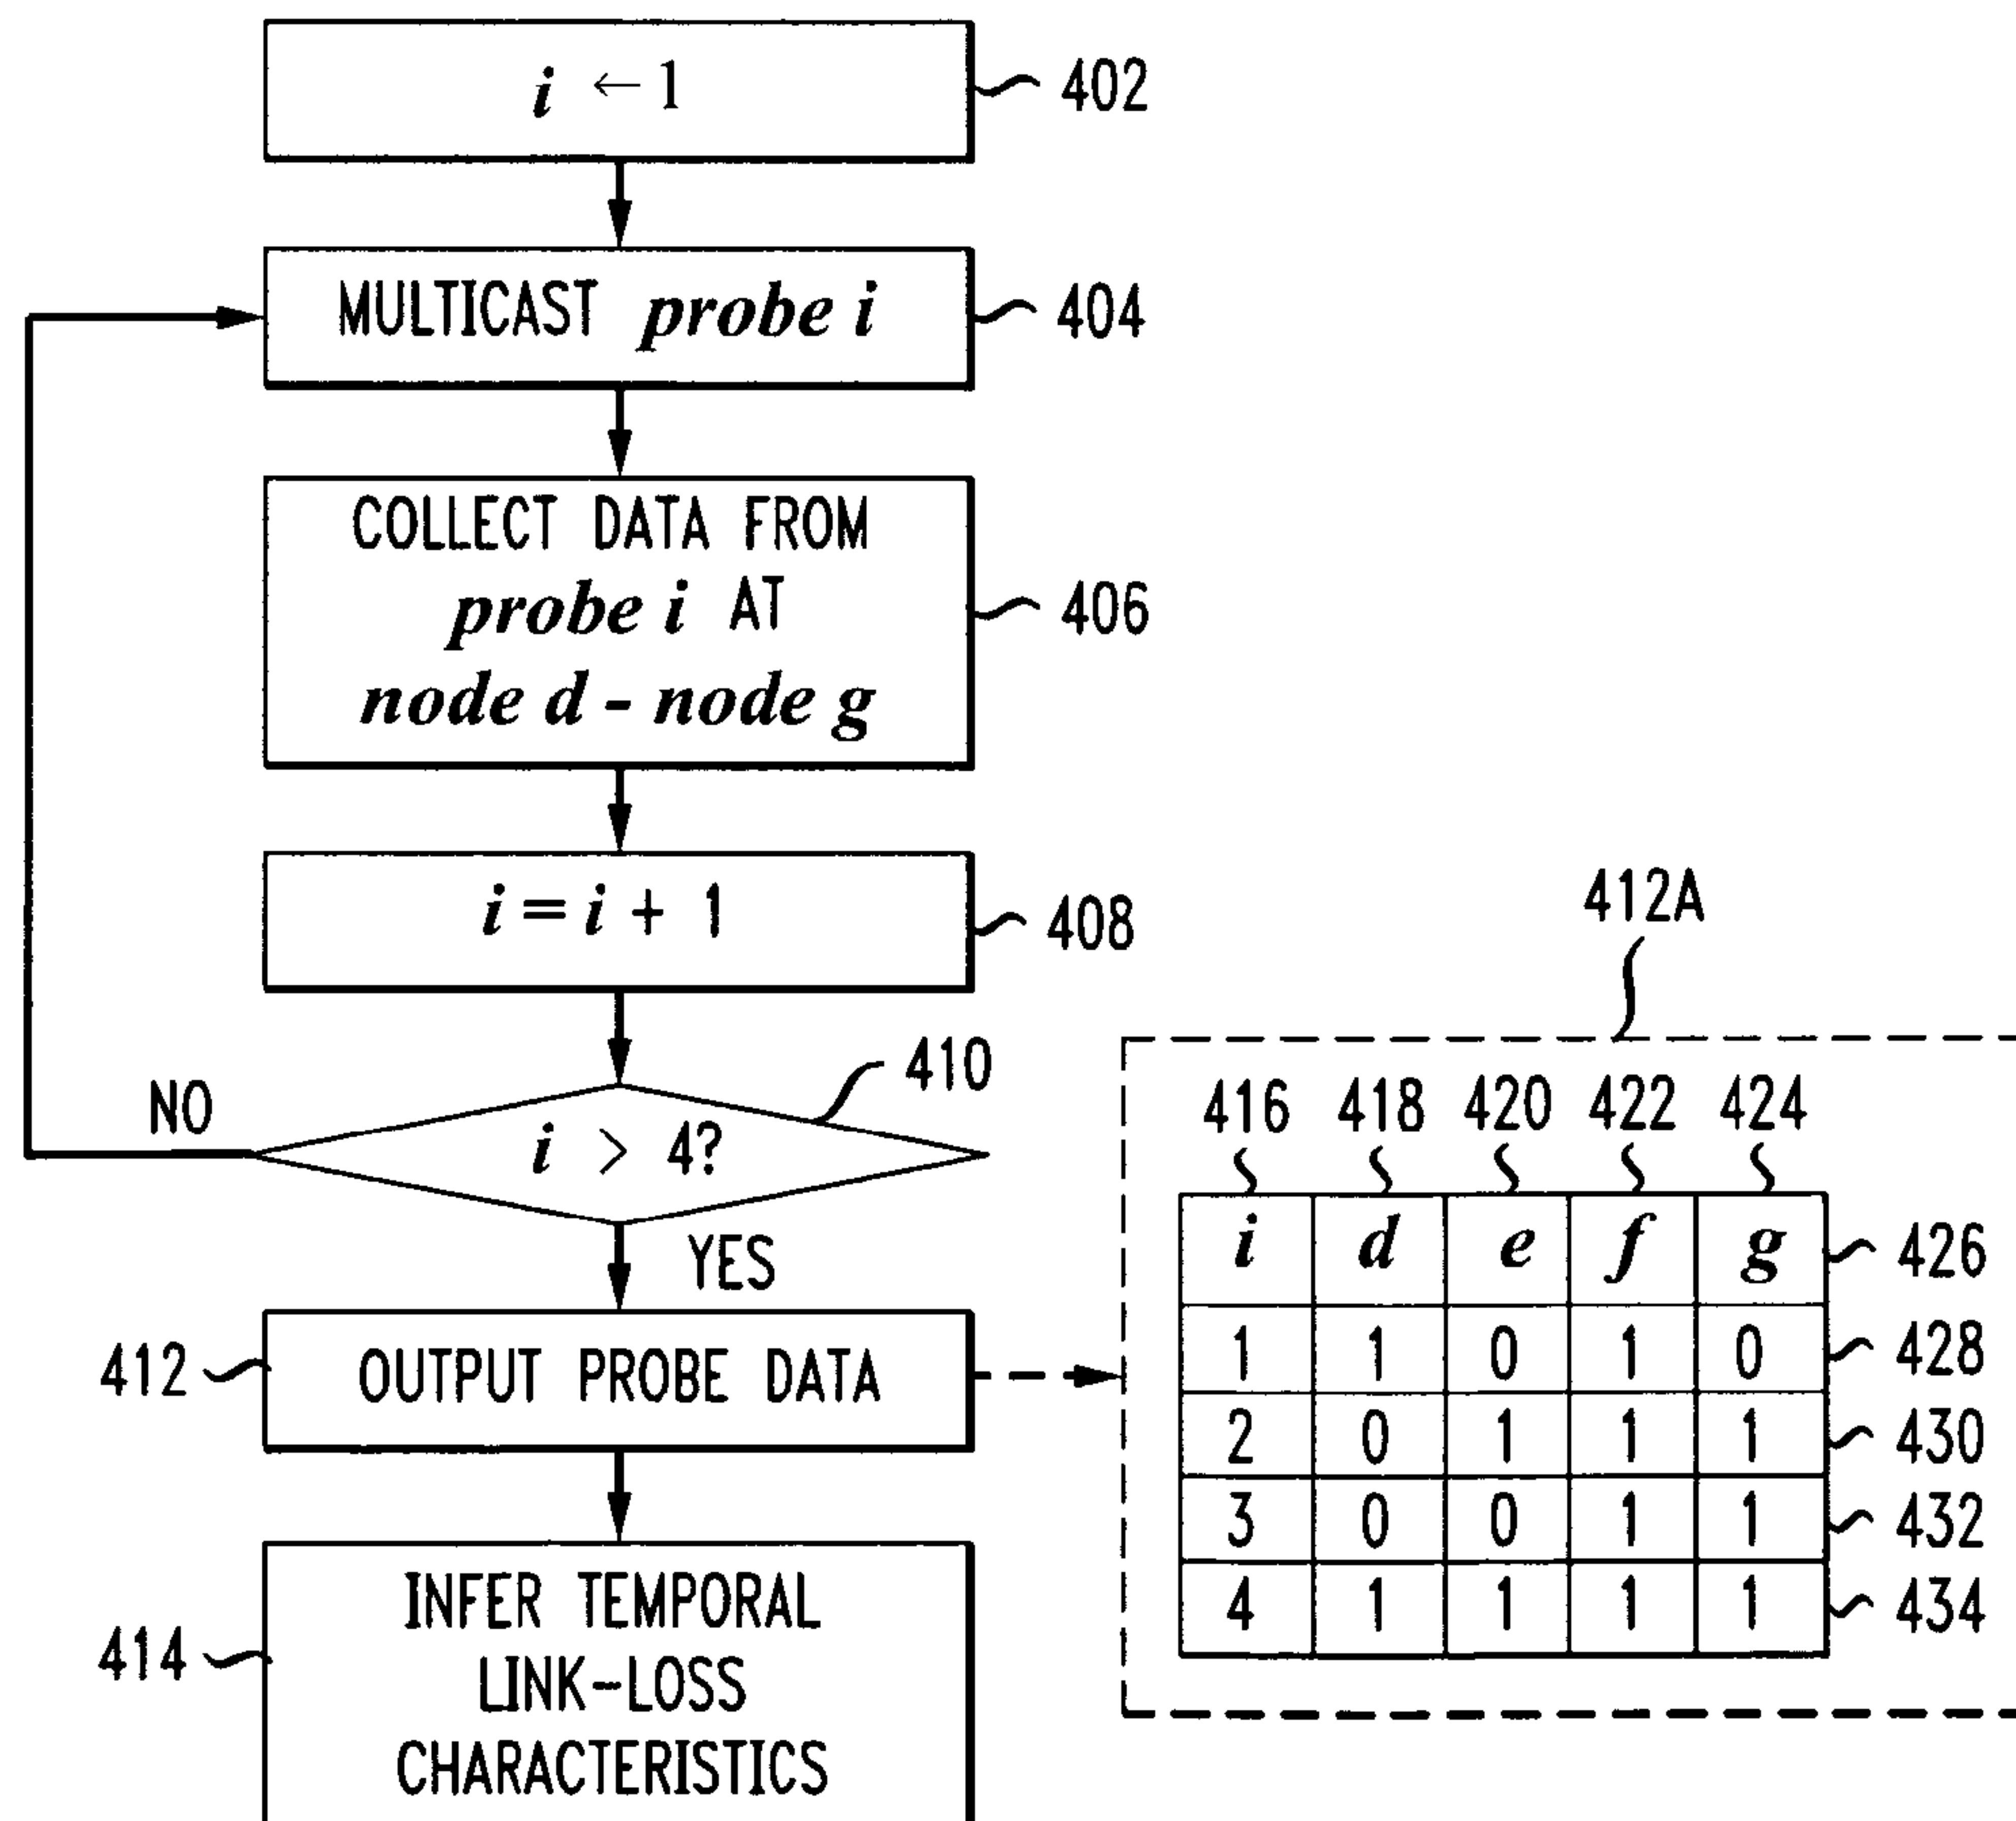 i ← 1
402
MULTICAST probe i
404
COLLECT DATA FROM
probe i AT
node d - node g
406
i = i + 1
408
410
NO
i > 4?
YES
412
OUTPUT PROBE DATA
414
INFER TEMPORAL
LINK-LOSS
CHARACTERISTICS
412A
416 418 420 422 424
i d e f g 426
1 1 0 1 0 428
2 0 1 1 1 430
3 0 0 1 1 432
4 1 1 1 1 434